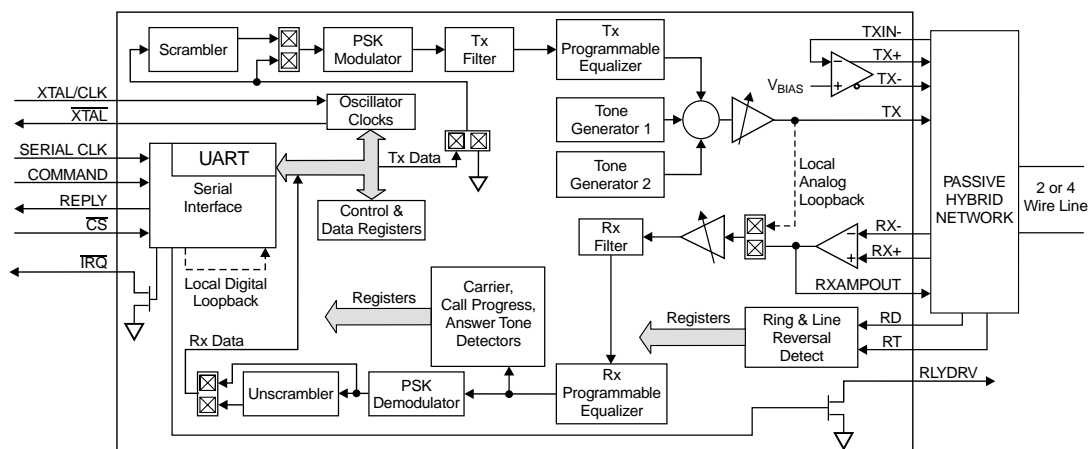 Scrambler
PSK
Modulator
Tx
Filter
Tx
Programmable
Equalizer
TXIN-
TX+
TX-
VBIAS
TX
XTAL/CLK
XTAL
Oscillator
Clocks
Tone
Generator 1
Tone
Generator 2
SERIAL CLK
COMMAND
REPLY
CS
IRQ
UART
Serial
Interface
Tx Data
Control &
Data Registers
Local Digital
Loopback
Local
Analog
Loopback
PASSIVE
HYBRID
NETWORK
2 or 4
Wire Line
Rx
Filter
RX-
RX+
RXAMPOUT
Carrier,
Call Progress,
Answer Tone
Detectors
Registers
Registers
Ring & Line
Reversal
Detect
RD
RT
Rx Data
Unscrambler
PSK
Demodulator
Rx
Programmable
Equalizer
RLYDRV